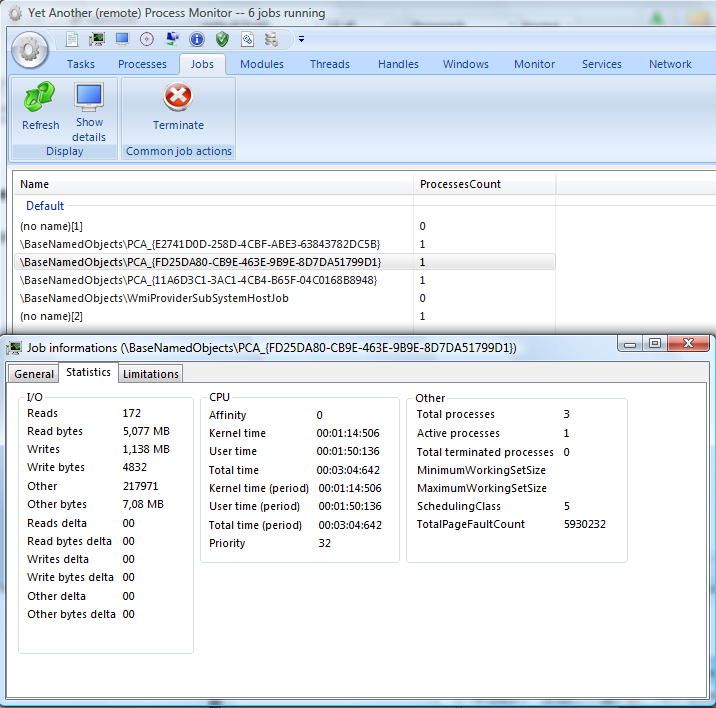 Yet Another (remote) Process Monitor -- 6 jobs running
Tasks Processes Jobs Modules Threads Handles Windows Monitor Services Network
Refresh Show details Terminate
Display Common job actions
Name ProcessesCount
Default
(no name)[1] 0
\BaseNamedObjects\PCA_{E2741D0D-258D-4CBF-ABE3-63843782DC5B} 1
\BaseNamedObjects\PCA_{FD25DA80-CB9E-463E-9B9E-8D7DA51799D1} 1
\BaseNamedObjects\PCA_{11A6D3C1-3AC1-4CB4-B65F-04C0168B8948} 1
\BaseNamedObjects\WmiProviderSubSystemHostJob 0
(no name)[2] 1
Job informations (\BaseNamedObjects\PCA_{FD25DA80-CB9E-463E-9B9E-8D7DA51799D1})
General Statistics Limitations
I/O
Reads 172
Read bytes 5,077 MB
Writes 1,138 MB
Write bytes 4832
Other 217971
Other bytes 7,08 MB
Reads delta 00
Read bytes delta 00
Writes delta 00
Write bytes delta 00
Other delta 00
Other bytes delta 00
CPU
Affinity 0
Kernel time 00:01:14:506
User time 00:01:50:136
Total time 00:03:04:642
Kernel time (period) 00:01:14:506
User time (period) 00:01:50:136
Total time (period) 00:03:04:642
Priority 32
Other
Total processes 3
Active processes 1
Total terminated processes 0
MinimumWorkingSetSize
MaximumWorkingSetSize
SchedulingClass 5
TotalPageFaultCount 5930232